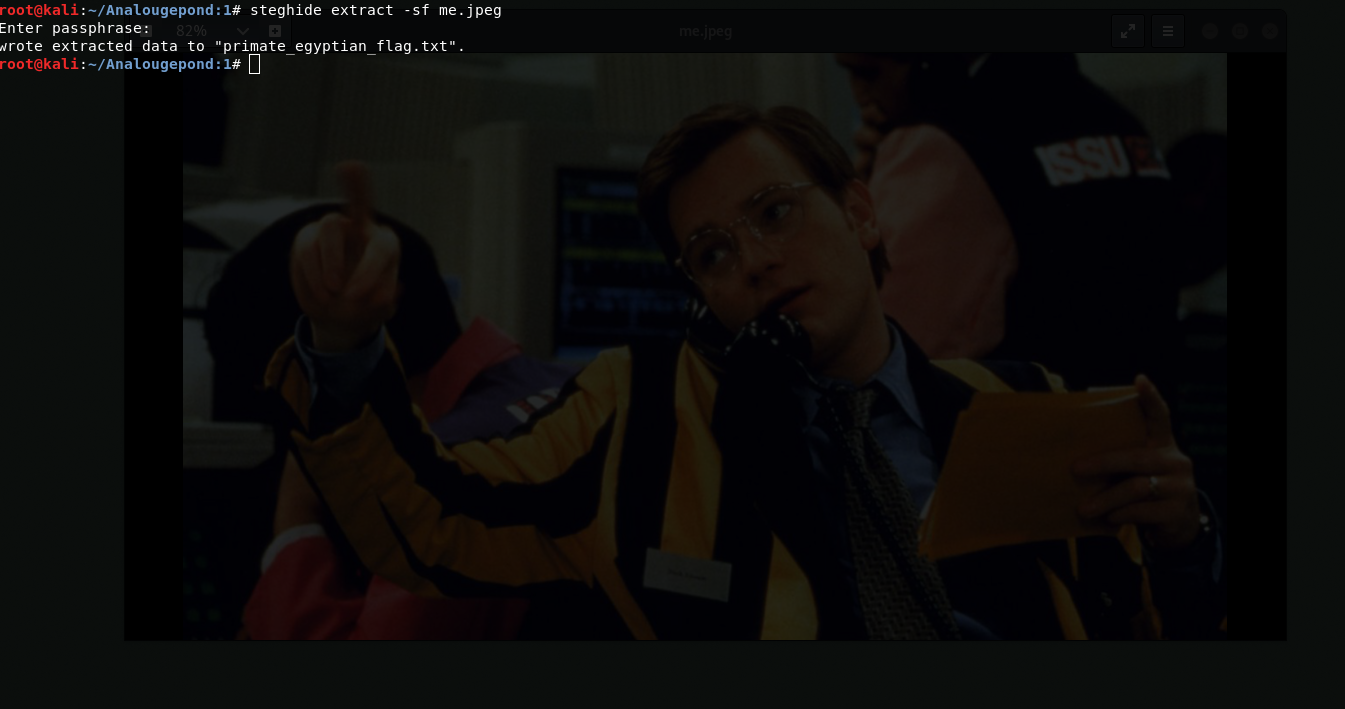 root@kali:~/Analougepond:1# steghide extract -sf me.jpeg
Enter passphrase:
wrote extracted data to "primate_egyptian_flag.txt".
root@kali:~/Analougepond:1#
82%
me.jpeg